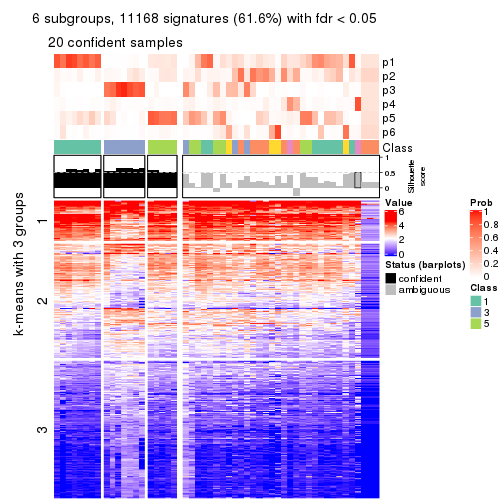 6 subgroups, 11168 signatures (61.6%) with fdr < 0.05
20 confident samples
p1
p2
p3
p4
p5
p6
Class
1
0.5
0
Silhouette
score
k-means with 3 groups
1
2
3
Value
6
4
2
0
Status (barplots)
confident
ambiguous
Prob
1
0.8
0.6
0.4
0.2
0
Class
1
3
5